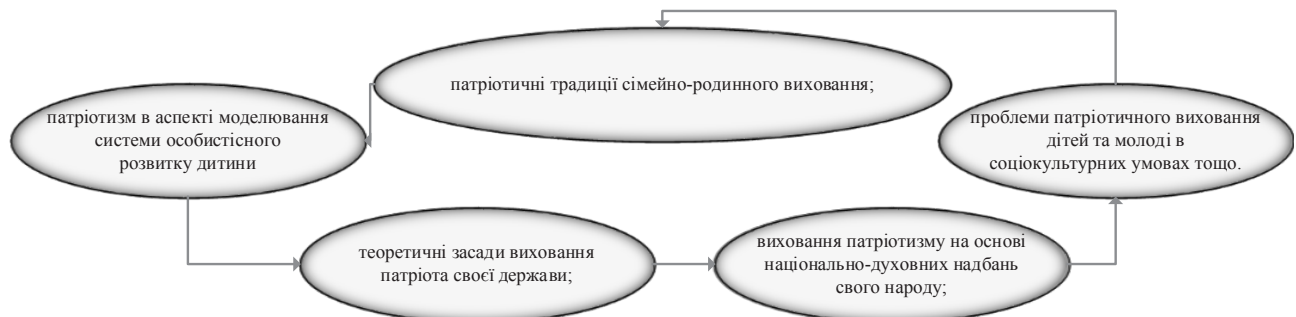 патріотичні традиції сімейно-родинного виховання;
патріотизм в аспекті моделювання
системи особистісного
розвитку дитини
проблеми патріотичного виховання
дітей та молоді в
соціокультурних умовах тощо.
теоретичні засади виховання
патріота своєї держави;
виховання патріотизму на основі
національно-духовних надбань
свого народу;